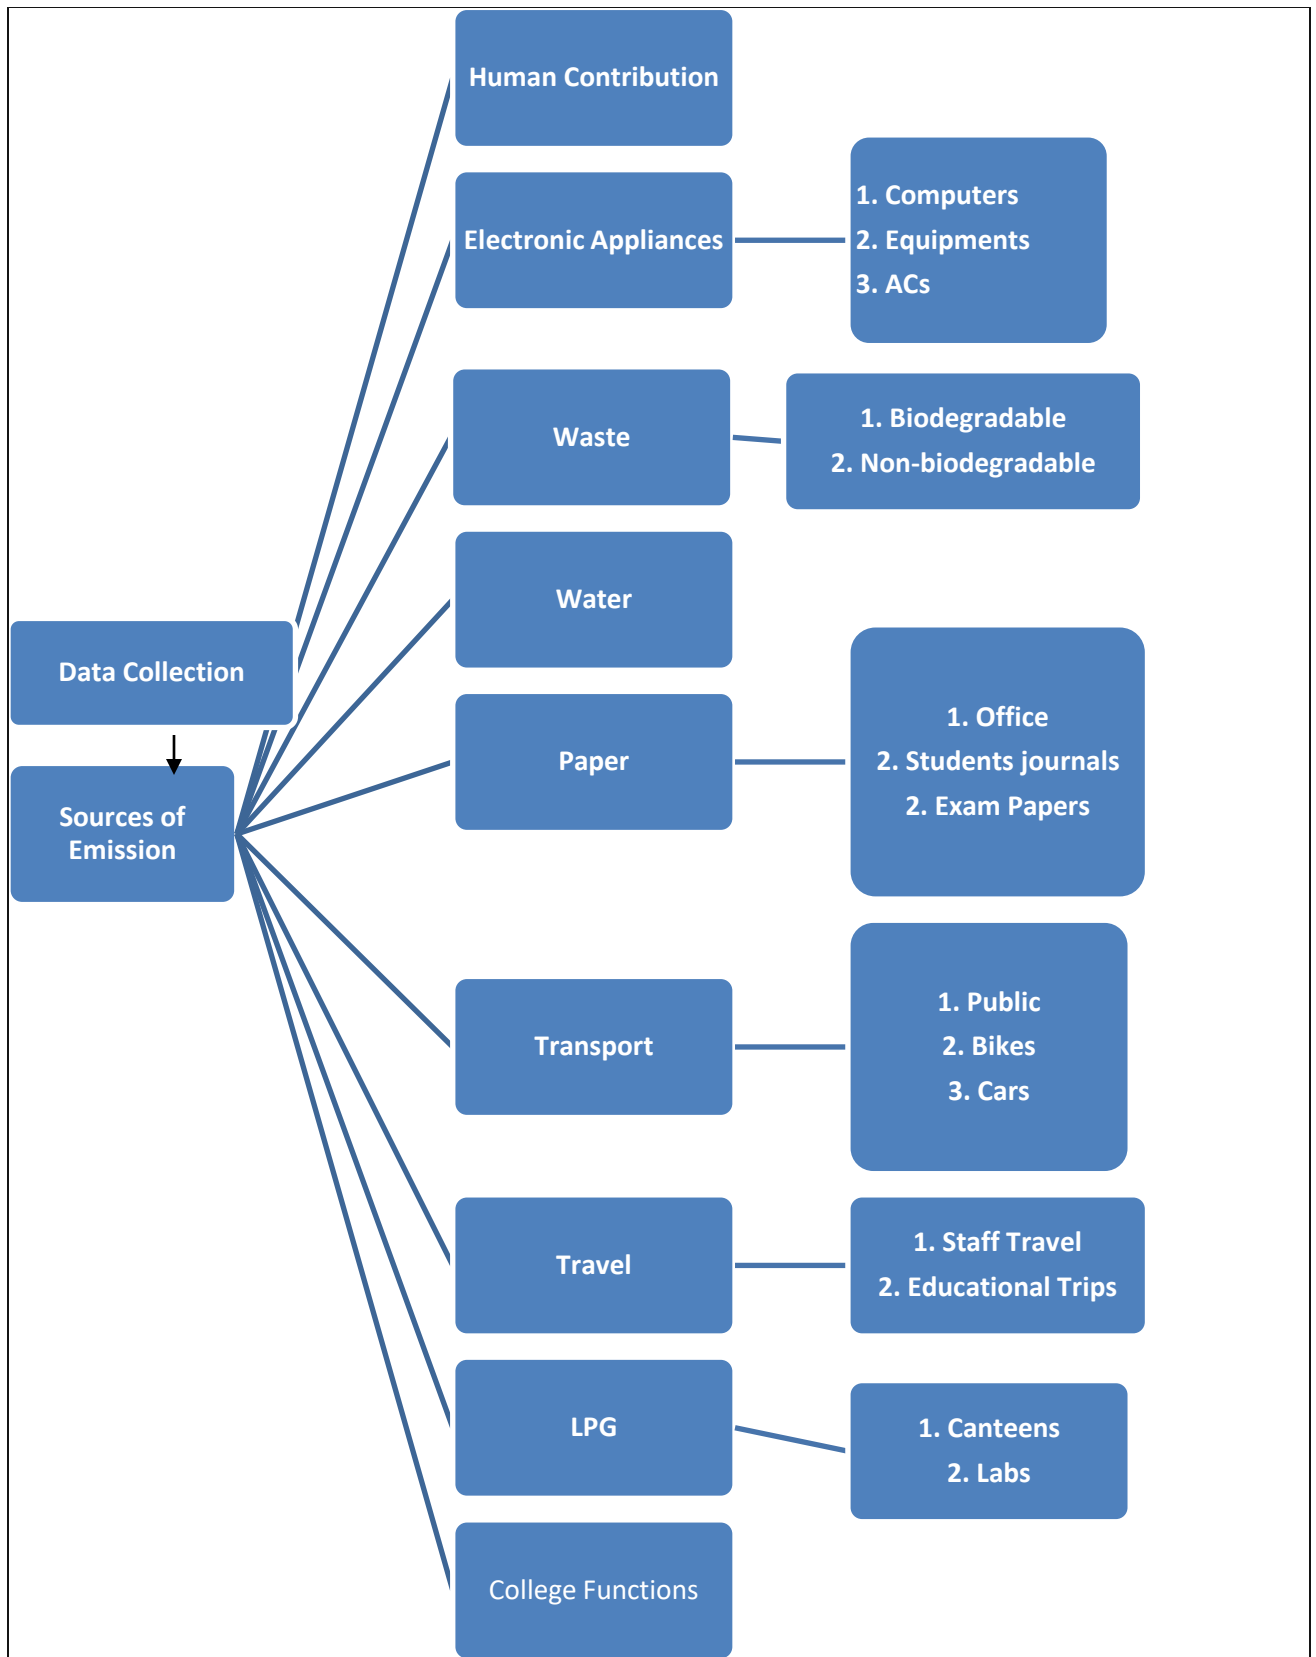 Human Contribution
Electronic Appliances
1. Computers
2. Equipments
3. ACs
Waste
1. Biodegradable
2. Non-biodegradable
Water
Data Collection
Sources of
Emission
Paper
1. Office
2. Students journals
2. Exam Papers
Transport
1. Public
2. Bikes
3. Cars
Travel
1. Staff Travel
2. Educational Trips
LPG
1. Canteens
2. Labs
College Functions